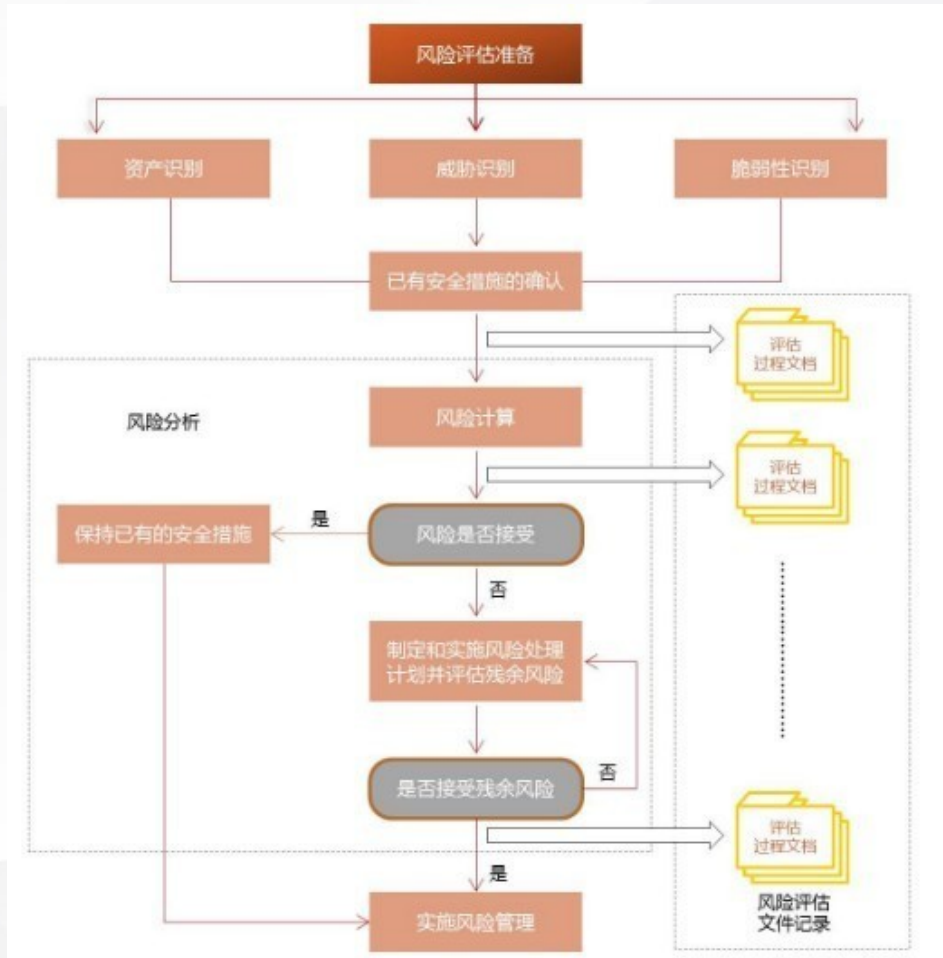 风险评估准备
资产识别
威胁识别
脆弱性识别
已有安全措施的确认
评估
过程文档
风险分析
风险计算
评估
过程文档
保持已有的安全措施
是
风险是否接受
否
制定和实施风险处理
计划并评估残余风险
是否接受残余风险
否
评估
过程文档
是
实施风险管理
风险评估
文件记录